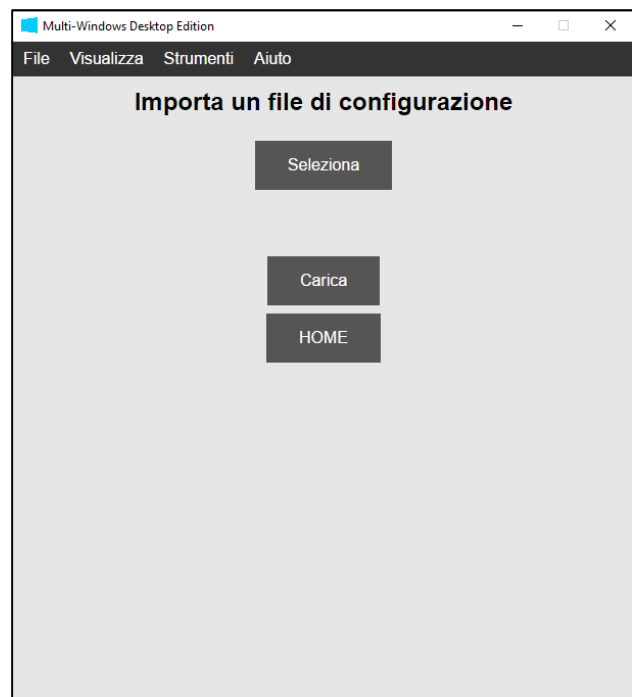 Multi-Windows Desktop Edition
File Visualizza Strumenti Aiuto
Importa un file di configurazione
Seleziona
Carica
HOME